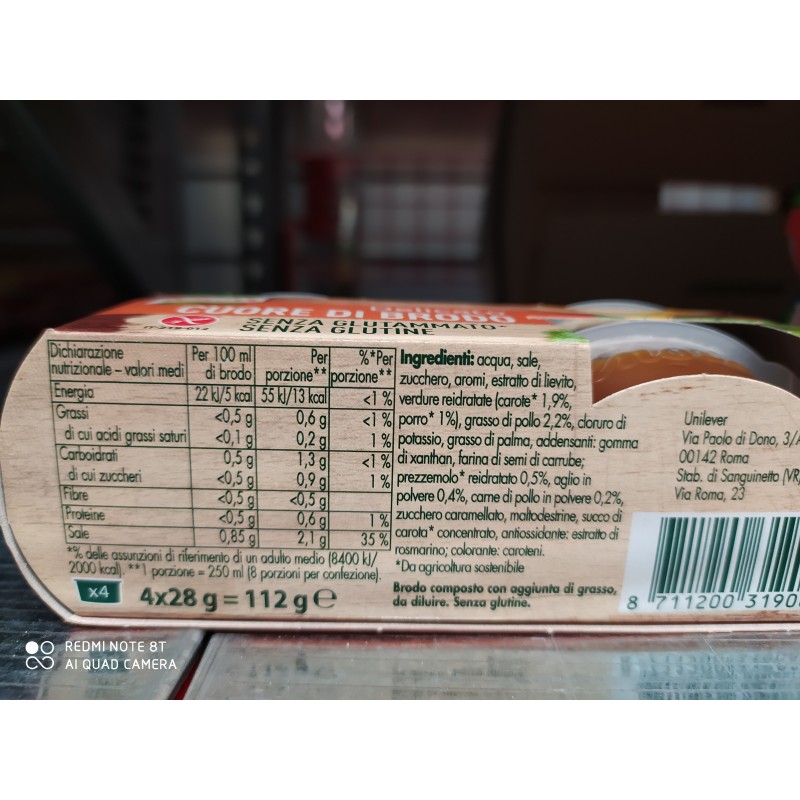 CUORE DI BRODO
SENZA GLUTAMMATO*
SENZA GLUTINE
Dichiarazione nutrizionale – valori medi | Per 100 ml di brodo | Per porzione** | %*Per porzione**
Energia 22 kJ/5 kcal 55 kJ/13 kcal <1 %
Grassi <0,5 g 0,6 g <1 %
di cui acidi grassi saturi <0,1 g 0,2 g 1 %
Carboidrati 0,5 g 1,3 g <1 %
di cui zuccheri <0,5 g 0,9 g 1 %
Fibre <0,5 g <0,5 g
Proteine <0,5 g 0,6 g 1 %
Sale 0,85 g 2,1 g 35 %
*% delle assunzioni di riferimento di un adulto medio (8400 kJ/
2000 kcal). **1 porzione = 250 ml (8 porzioni per confezione).
x4
4x28 g = 112 g e
Ingredienti: acqua, sale,
zucchero, aromi, estratto di lievito,
verdure reidratate (carote* 1,9%,
porro* 1%), grasso di pollo 2,2%, cloruro di
potassio, grasso di palma, addensanti: gomma
di xanthan, farina di semi di carrube;
prezzemolo* reidratato 0,5%, aglio in
polvere 0,4%, carne di pollo in polvere 0,2%,
zucchero caramellato, maltodestrine, succo di
carota* concentrato, antiossidante: estratto di
rosmarino; colorante: caroteni.
*Da agricoltura sostenibile
Brodo composto con aggiunta di grasso,
da diluire. Senza glutine.
Unilever
Via Paolo di Dono, 3/A
00142 Roma
Stab. di Sanguinetto (VR)
Via Roma, 23
8 711200 3190
REDMI NOTE 8T
AI QUAD CAMERA